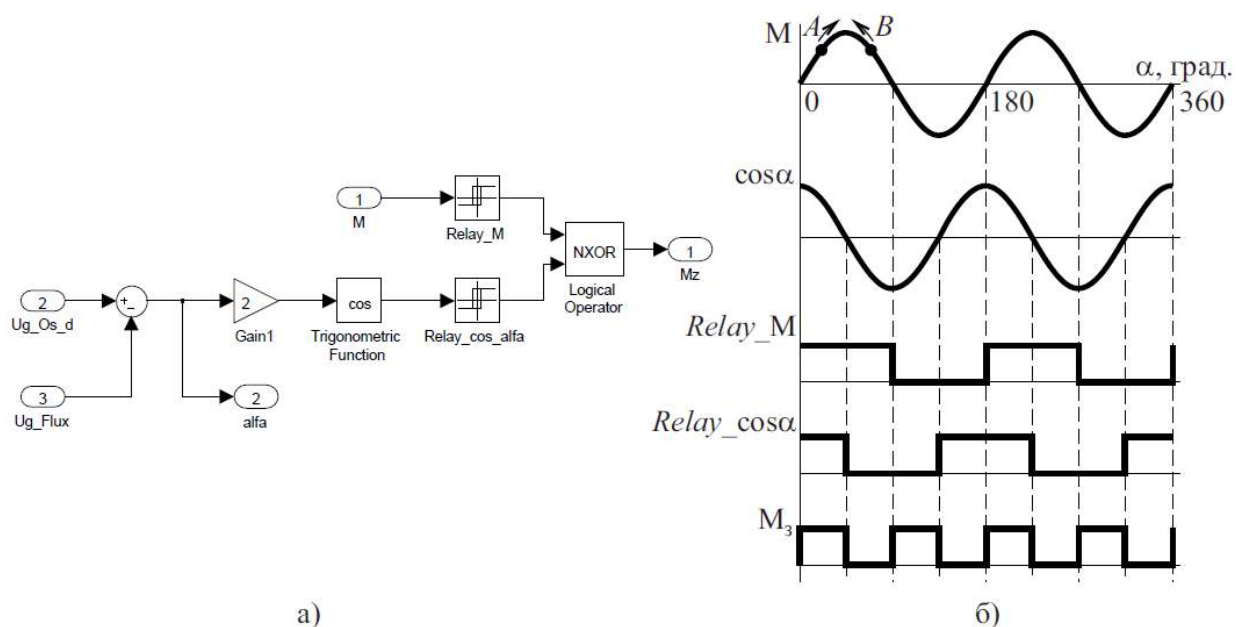 1
M
Relay_M
NXOR
Logical
Operator
1
Mz
2
Ug_Os_d
+
−
2
Gain1
cos
Trigonometric
Function
Relay_cos_alfa
3
Ug_Flux
2
alfa
а)
M
A
B
α, град.
0
180
360
cosα
Relay_M
Relay_cosα
Mз
б)